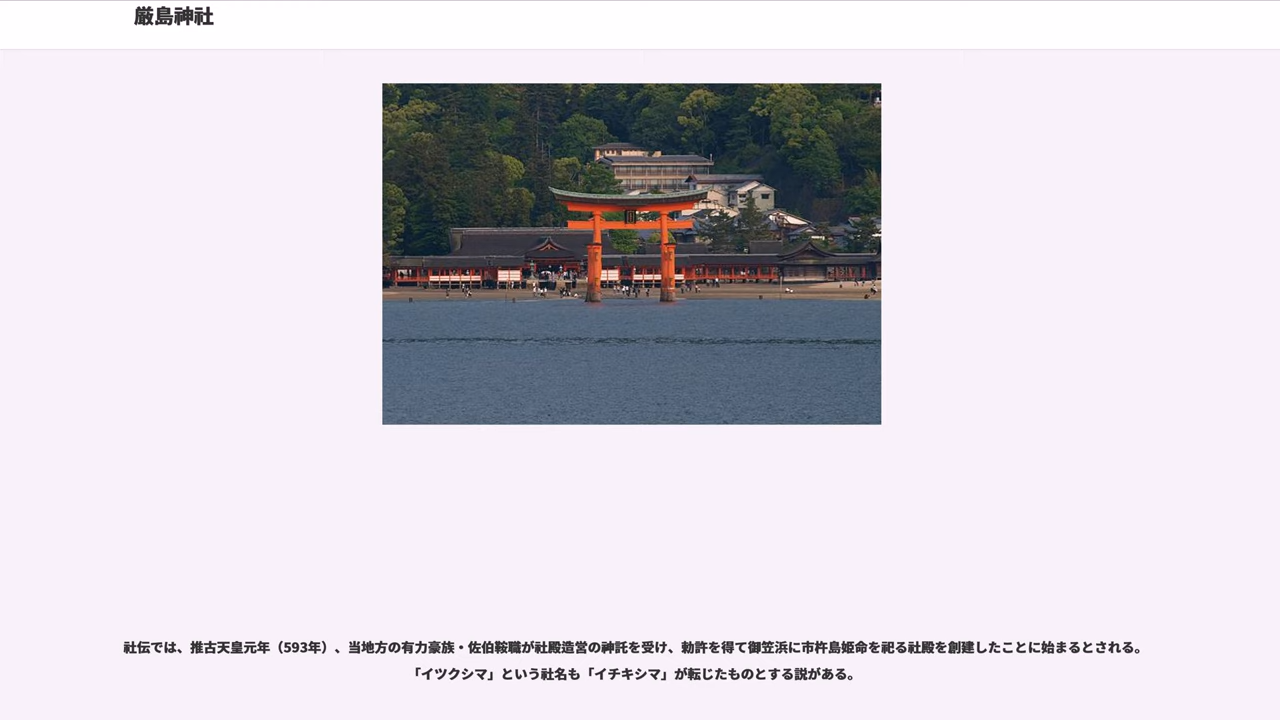 厳島神社
社伝では、推古天皇元年（593年）、当地方の有力豪族・佐伯鞍職が社殿造営の神託を受け、勅許を得て御笠浜に市杵島姫命を祀る社殿を創建したことに始まるとされる。
「イツクシマ」という社名も「イチキシマ」が転じたものとする説がある。